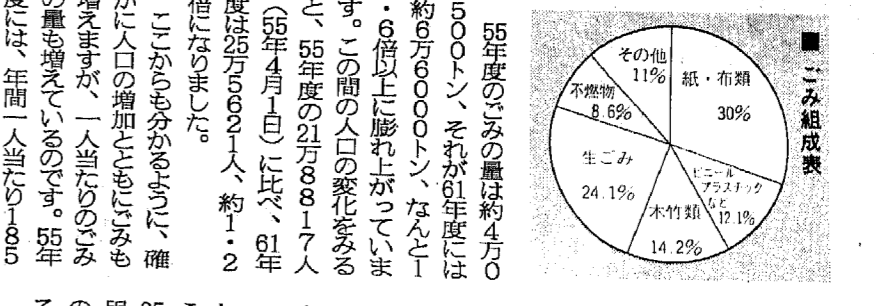 ■ ごみ組成表
紙・布類
30%
ビニール
プラスチック
など
12.1%
木竹類
14.2%
生ごみ
24.1%
不燃物
8.6%
その他
11%
55年度のごみの量は約4万0
500トン、それが61年度には
約6万6000トン、なんと1
・6倍以上に膨れ上がっていま
す。この間の人口の変化をみる
と、55年度の21万8817人
(55年4月1日)に比べ、61年
度は25万5621人、約1・2
倍になりました。
ここからも分かるように、確
かに人口の増加とともにごみも
増えますが、一人当たりのごみ
の量も増えているのです。55年
度には、年間一人当たり185